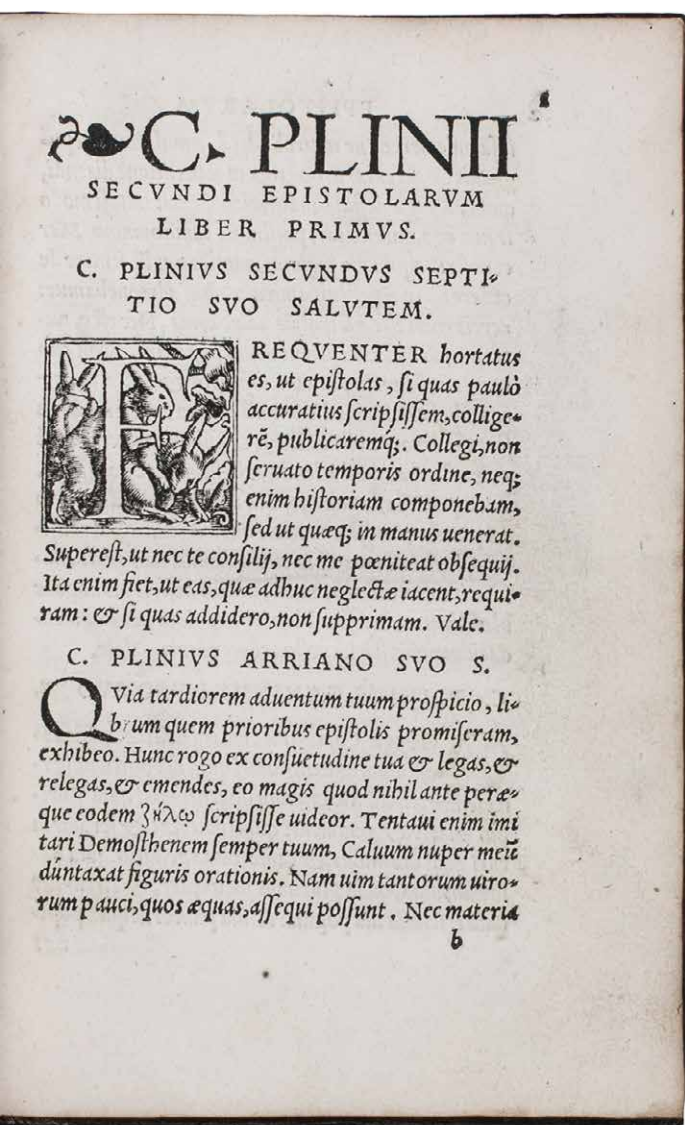 1
❧C. PLINII
SECVNDI EPISTOLARVM
LIBER PRIMVS.
C. PLINIVS SECVNDVS SEPTI-
TIO SVO SALVTEM.
FREQVENTER hortatus
es, ut epiſtolas, ſi quas paulò
accuratius ſcripſiſſem, collige-
rē, publicaremq́;. Collegi, non
ſeruato temporis ordine, neq;
enim hiſtoriam componebam,
ſed ut quæq; in manus uenerat.
Supereſt, ut nec te conſilij, nec me pœniteat obſequij.
Ita enim fiet, ut eas, quæ adhuc neglectæ iacent, requi-
ram: & ſi quas addidero, non ſupprimam. Vale.
C. PLINIVS ARRIANO SVO S.
QVia tardiorem aduentum tuum proſpicio, li-
brum quem prioribus epiſtolis promiſeram,
exhibeo. Hunc rogo ex conſuetudine tua & legas, &
relegas, & emendes, eo magis quod nihil ante peræ-
que eodem ζήλῳ ſcripſiſſe uideor. Tentaui enim imi
tari Demoſthenem ſemper tuum, Caluum nuper meū
duntaxat figuris orationis. Nam uim tantorum uiro-
rum pauci, quos æquas, aſſequi poſſunt. Nec materia
b